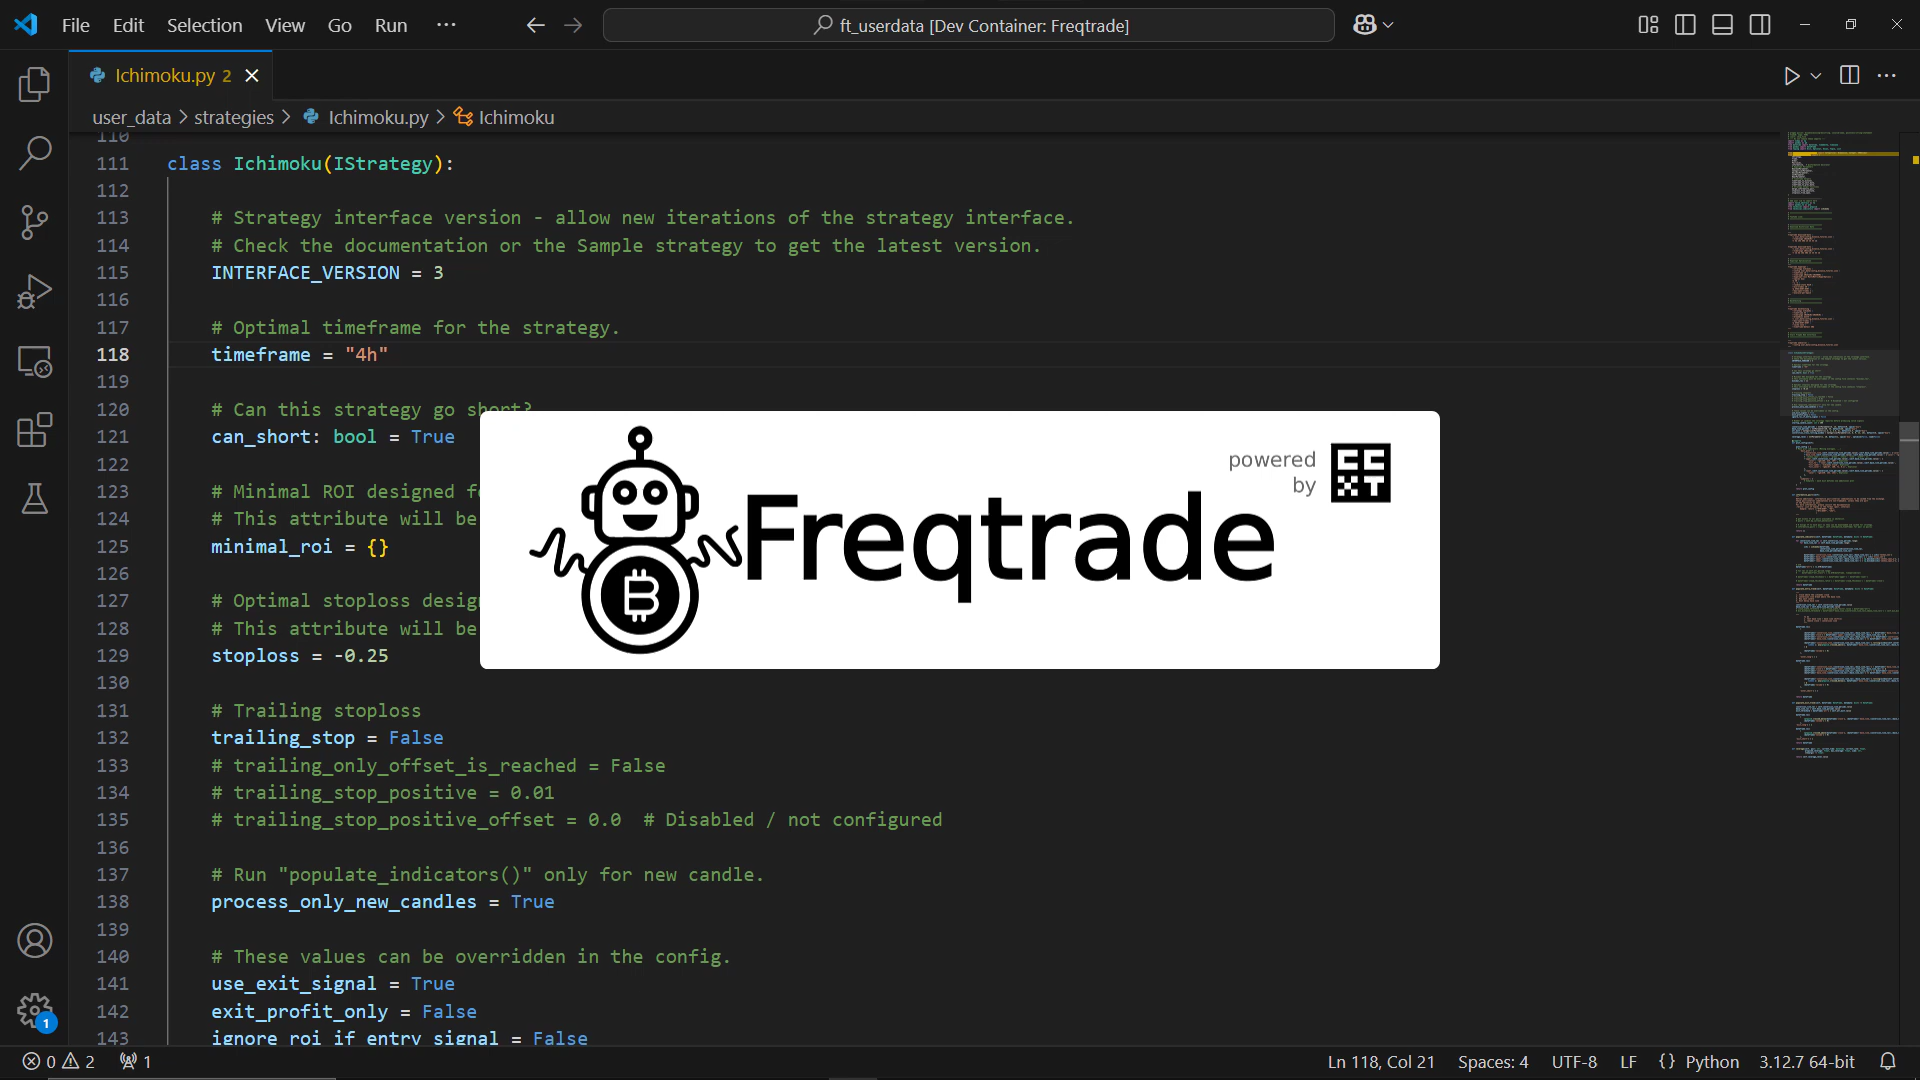 File Edit Selection View Go Run ···
ft_userdata [Dev Container: Freqtrade]
Ichimoku.py 2
user_data > strategies > Ichimoku.py > Ichimoku
110
111 class Ichimoku(IStrategy):
112
113 # Strategy interface version - allow new iterations of the strategy interface.
114 # Check the documentation or the Sample strategy to get the latest version.
115 INTERFACE_VERSION = 3
116
117 # Optimal timeframe for the strategy.
118 timeframe = "4h"
119
120 # Can this strategy go short?
121 can_short: bool = True
122
123 # Minimal ROI designed
124 # This attribute will be
125 minimal_roi = {}
126
127 # Optimal stoploss
128 # This attribute will be
129 stoploss = -0.25
130
131 # Trailing stoploss
132 trailing_stop = False
133 # trailing_only_offset_is_reached = False
134 # trailing_stop_positive = 0.01
135 # trailing_stop_positive_offset = 0.0  # Disabled / not configured
136
137 # Run "populate_indicators()" only for new candle.
138 process_only_new_candles = True
139
140 # These values can be overridden in the config.
141 use_exit_signal = True
142 exit_profit_only = False
143 ignore_roi_if_entry_signal = False
powered
by
CCXT
Freqtrade
1
0 2 1
Ln 118, Col 21 Spaces: 4 UTF-8 LF {} Python 3.12.7 64-bit